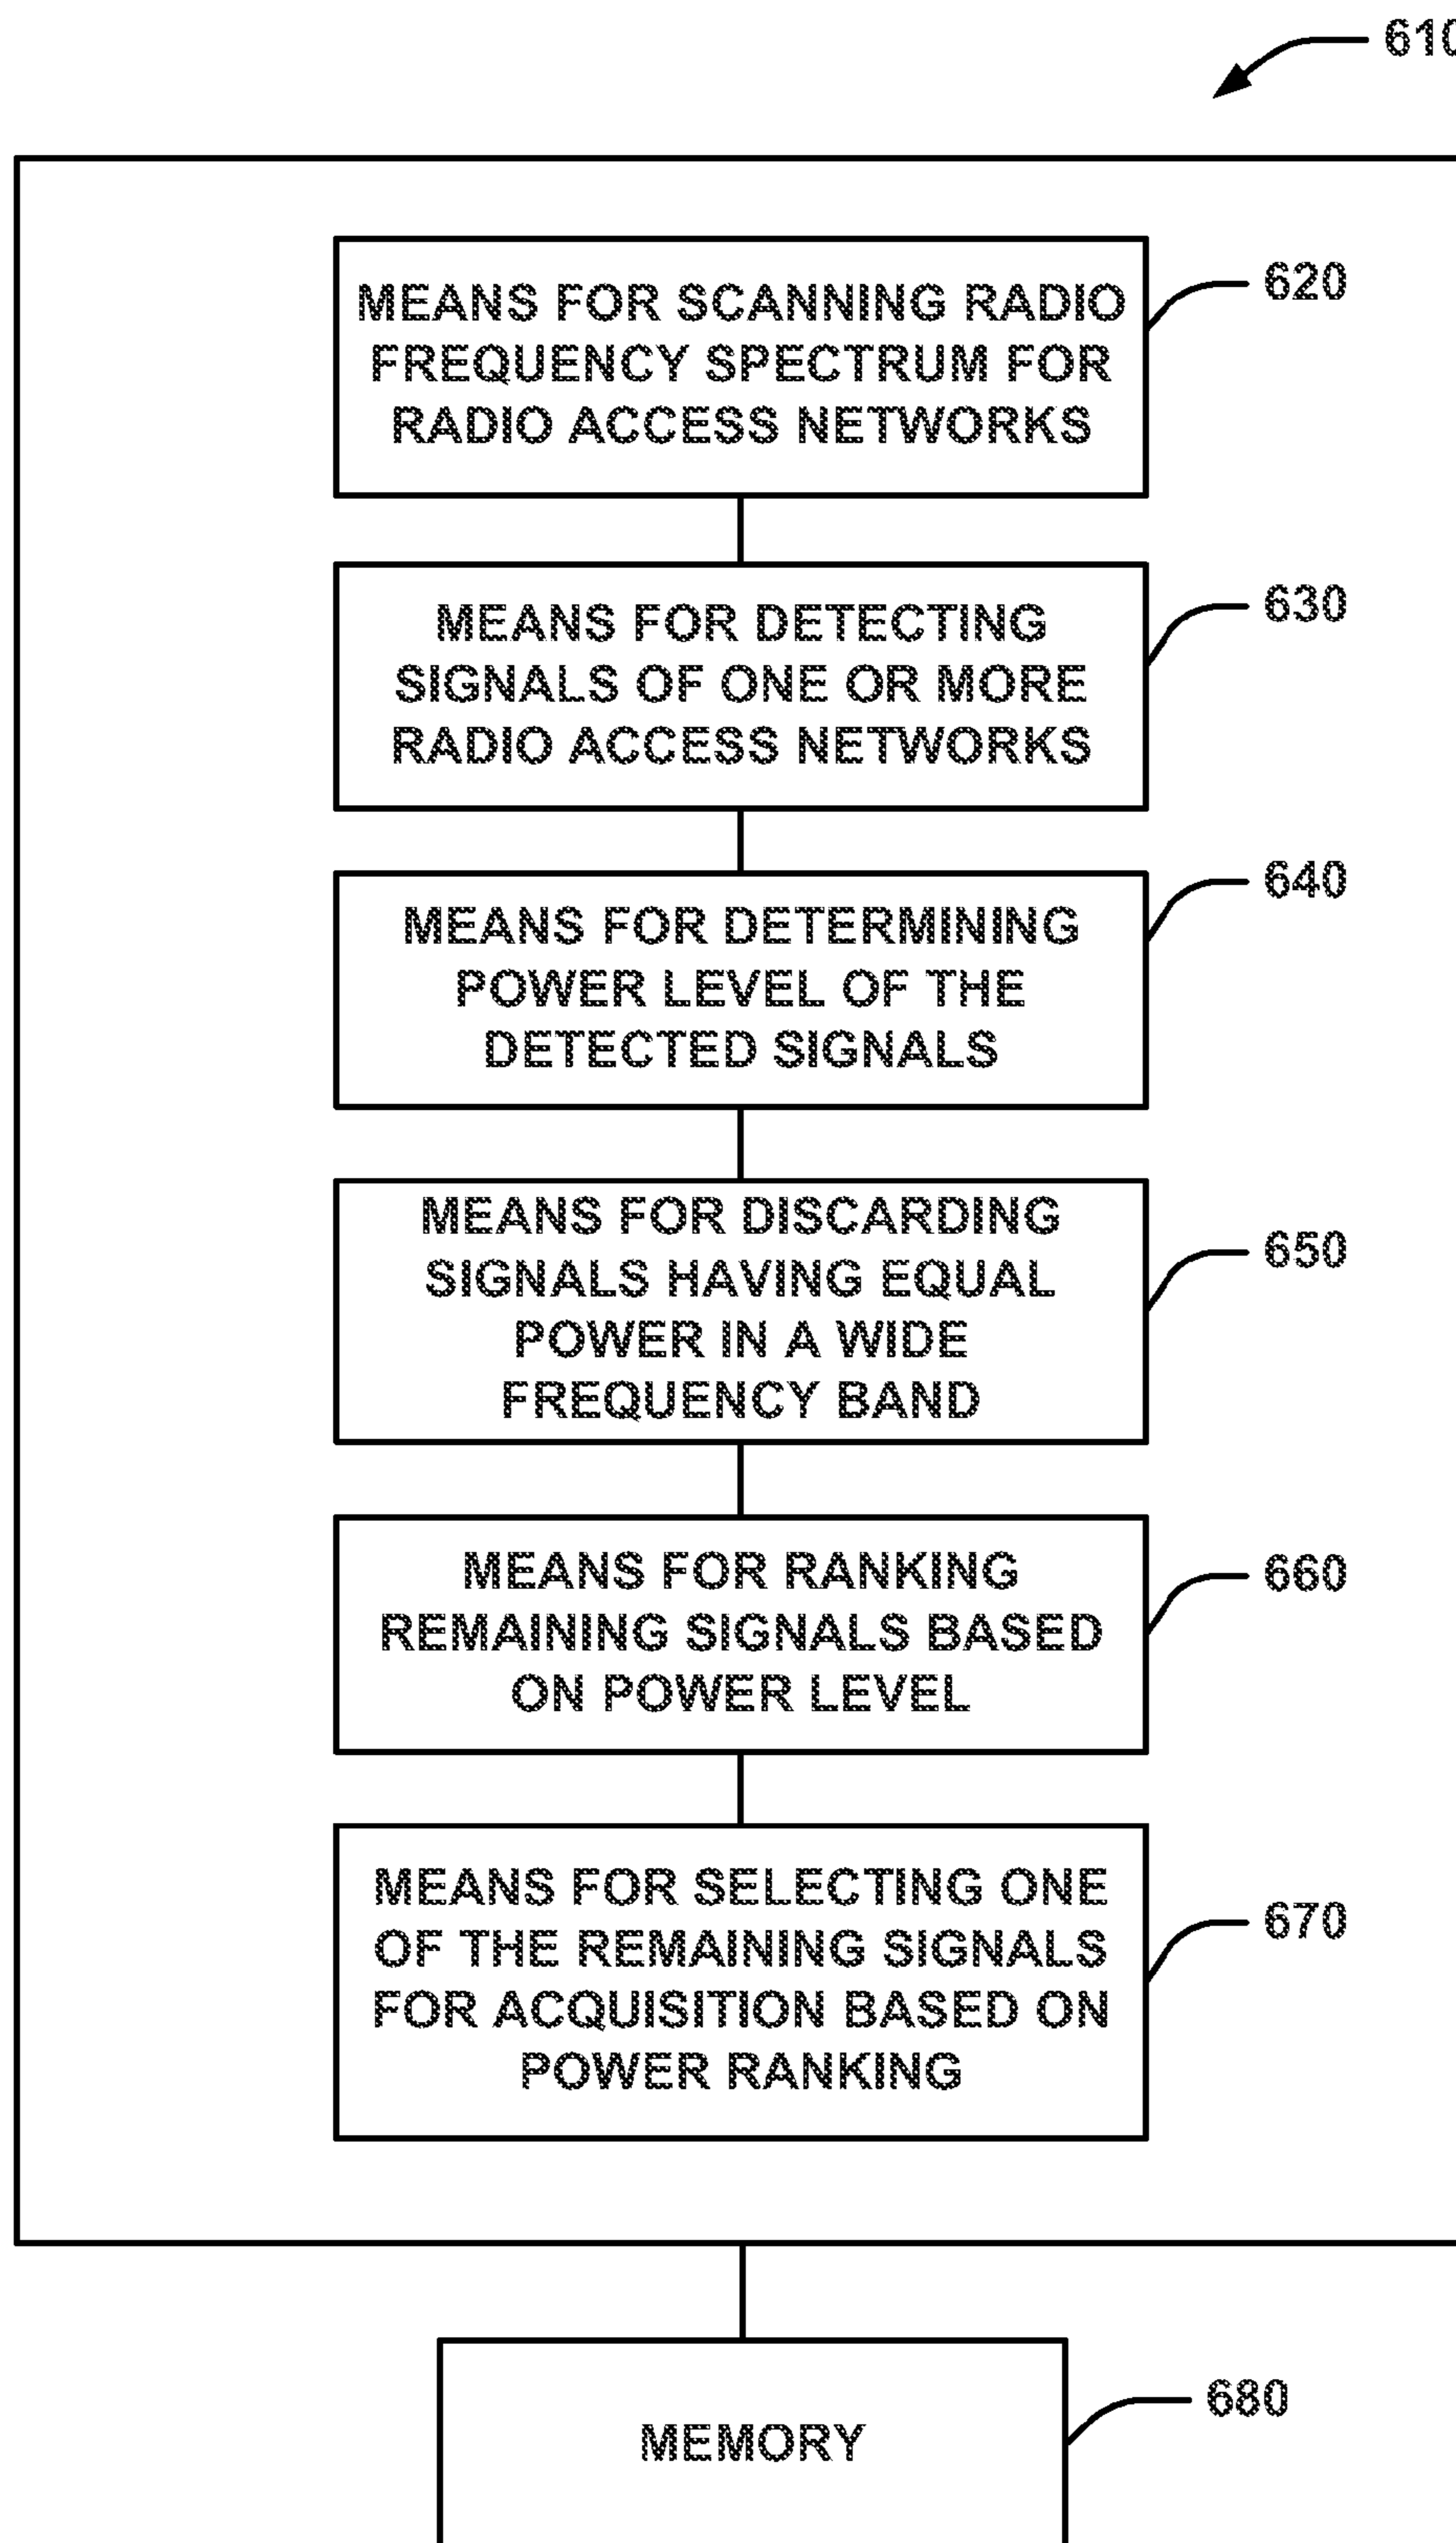 610
MEANS FOR SCANNING RADIO
FREQUENCY SPECTRUM FOR
RADIO ACCESS NETWORKS
620
MEANS FOR DETECTING
SIGNALS OF ONE OR MORE
RADIO ACCESS NETWORKS
630
MEANS FOR DETERMINING
POWER LEVEL OF THE
DETECTED SIGNALS
640
MEANS FOR DISCARDING
SIGNALS HAVING EQUAL
POWER IN A WIDE
FREQUENCY BAND
650
MEANS FOR RANKING
REMAINING SIGNALS BASED
ON POWER LEVEL
660
MEANS FOR SELECTING ONE
OF THE REMAINING SIGNALS
FOR ACQUISITION BASED ON
POWER RANKING
670
MEMORY
680